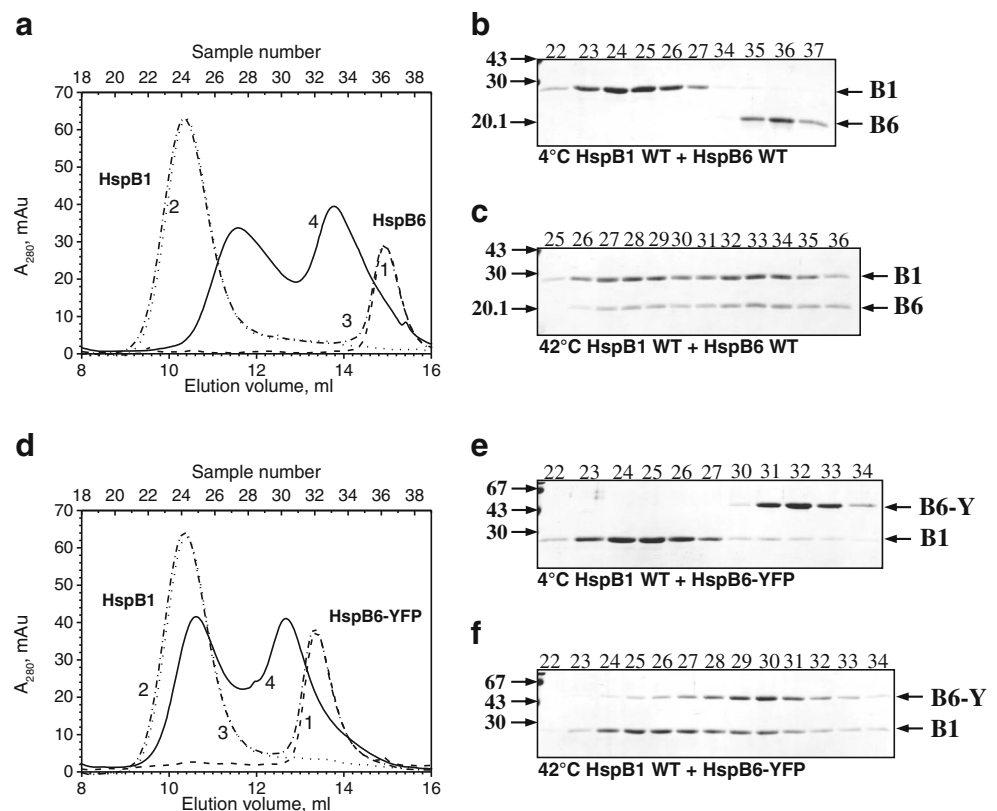 a
Sample number
18 20 22 24 26 28 30 32 34 36 38
70
60
50
40
30
20
10
0
A280, mAu
HspB1
HspB6
2
4
1
3
8 10 12 14 16
Elution volume, ml
b
22 23 24 25 26 27 34 35 36 37
43
30
20.1
B1
B6
4°C HspB1 WT + HspB6 WT
c
25 26 27 28 29 30 31 32 33 34 35 36
43
30
20.1
B1
B6
42°C HspB1 WT + HspB6 WT
d
Sample number
18 20 22 24 26 28 30 32 34 36 38
70
60
50
40
30
20
10
0
A280, mAu
HspB1
HspB6-YFP
2
4
3
1
8 10 12 14 16
Elution volume, ml
e
22 23 24 25 26 27 30 31 32 33 34
67
43
30
B6-Y
B1
4°C HspB1 WT + HspB6-YFP
f
22 23 24 25 26 27 28 29 30 31 32 33 34
67
43
30
B6-Y
B1
42°C HspB1 WT + HspB6-YFP